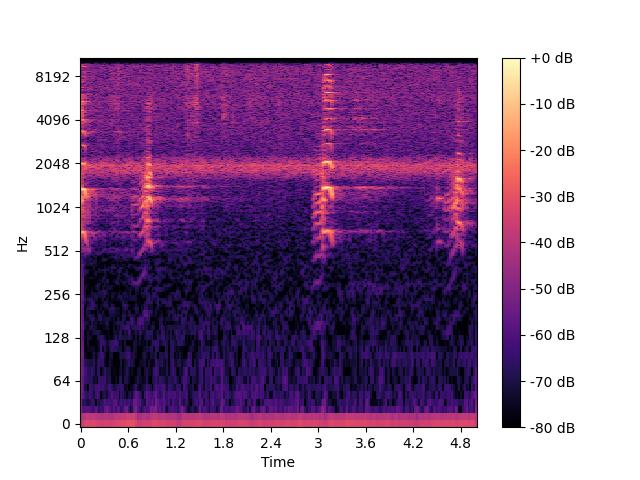 8192
4096
2048
1024
512
256
128
64
0
Hz
0 0.6 1.2 1.8 2.4 3 3.6 4.2 4.8
Time
+0 dB
-10 dB
-20 dB
-30 dB
-40 dB
-50 dB
-60 dB
-70 dB
-80 dB